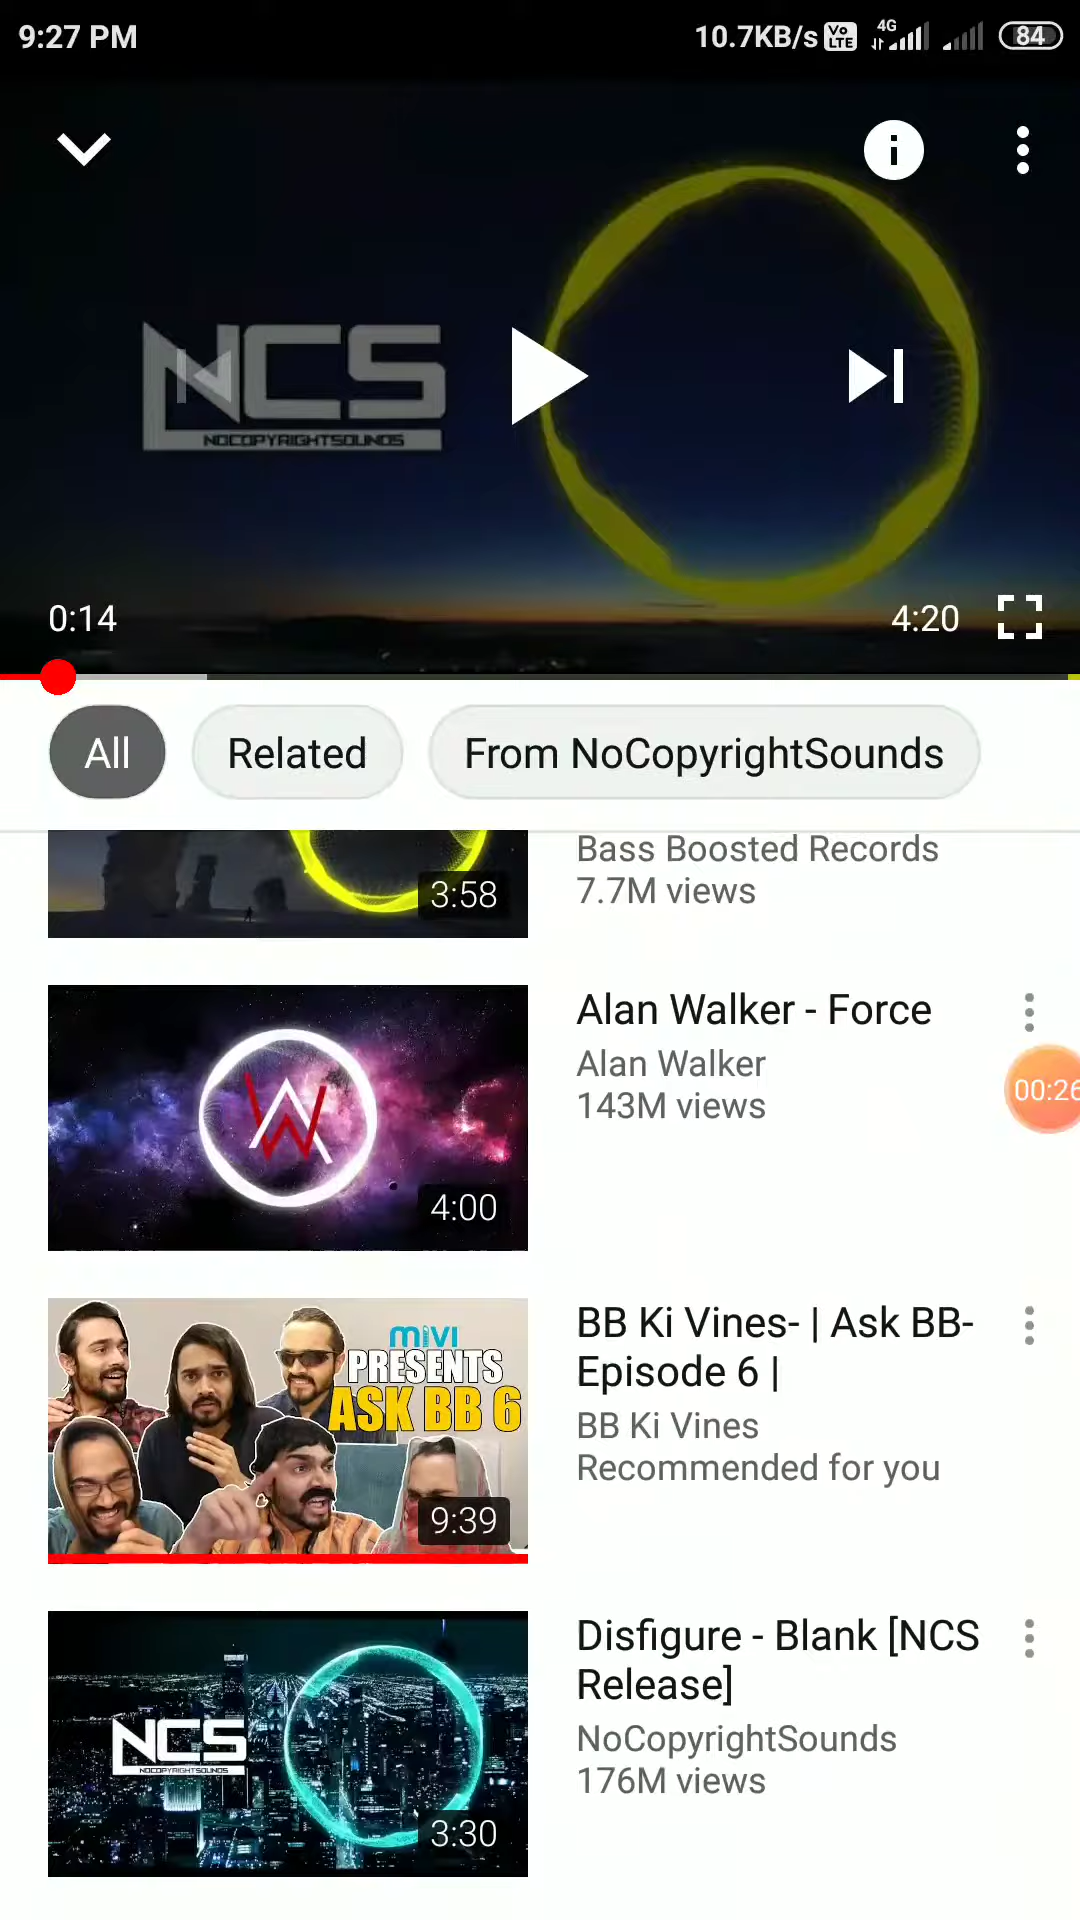 9:27 PM
10.7KB/s Vo LTE 4G 84
NCS
NOCOPYRIGHTSOUNDS
0:14
4:20
All
Related
From NoCopyrightSounds
3:58
Bass Boosted Records
7.7M views
4:00
Alan Walker - Force
Alan Walker
143M views
00:26
MIVI
PRESENTS
ASK BB 6
9:39
BB Ki Vines- | Ask BB-
Episode 6 |
BB Ki Vines
Recommended for you
NCS
NOCOPYRIGHTSOUNDS
3:30
Disfigure - Blank [NCS
Release]
NoCopyrightSounds
176M views